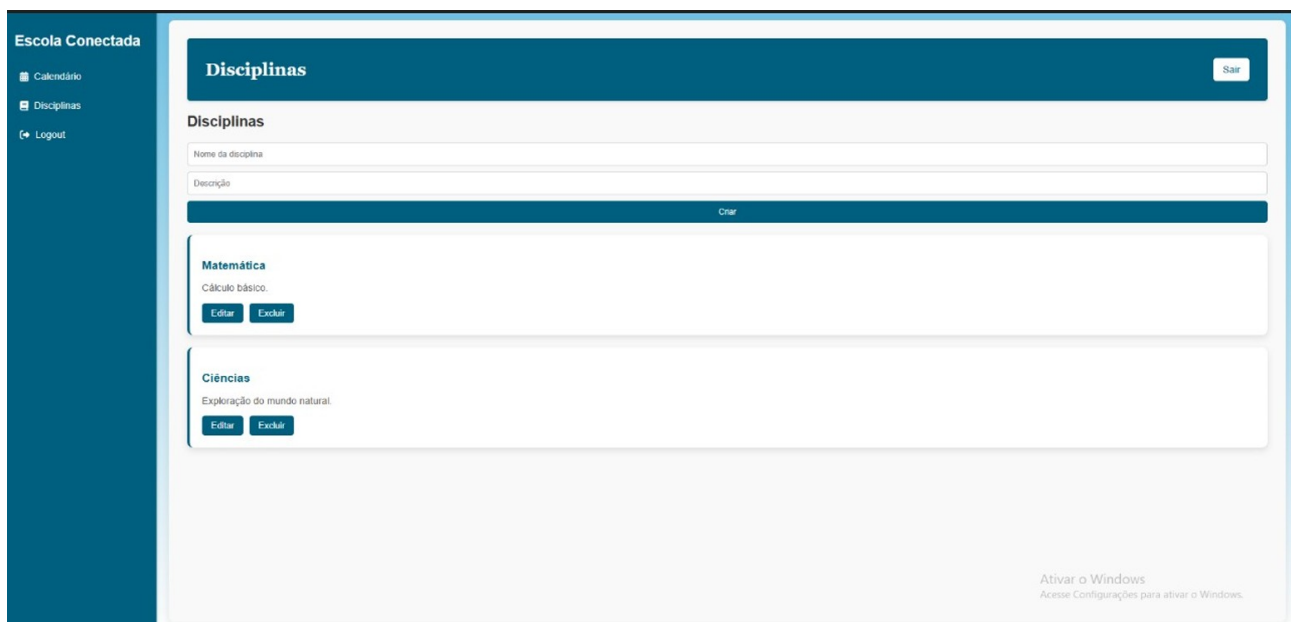 Escola Conectada
Calendário
Disciplinas
Logout
Disciplinas
Sair
Disciplinas
Nome da disciplina
Descrição
Criar
Matemática
Cálculo básico.
Editar Excluir
Ciências
Exploração do mundo natural.
Editar Excluir
Ativar o Windows
Acesse Configurações para ativar o Windows.